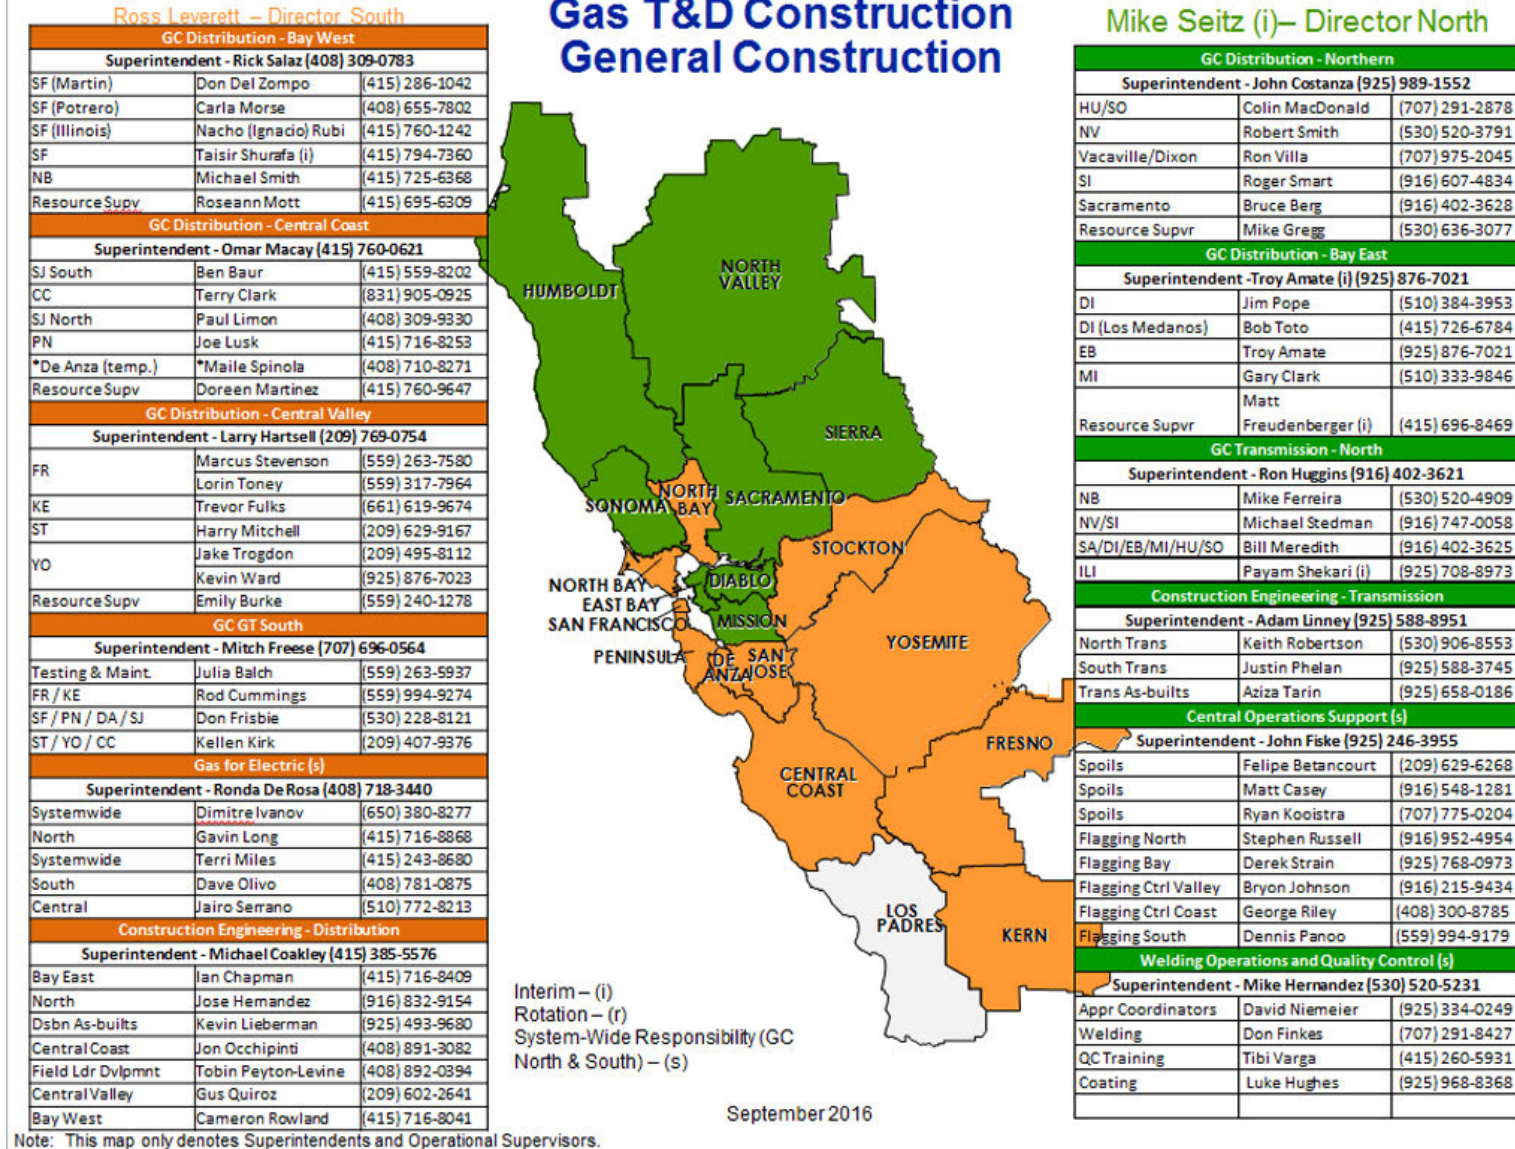 Gas T&D Construction
General Construction
Ross Leverett – Director South
GC Distribution - Bay West
Superintendent - Rick Salaz (408) 309-0783
SF (Martin) Don Del Zompo (415) 286-1042
SF (Potrero) Carla Morse (408) 655-7802
SF (Illinois) Nacho (Ignacio) Rubi (415) 760-1242
SF Taisir Shurafa (i) (415) 794-7360
NB Michael Smith (415) 725-6368
Resource Supv Roseann Mott (415) 695-6309
GC Distribution - Central Coast
Superintendent - Omar Macay (415) 760-0621
SJ South Ben Baur (415) 559-8202
CC Terry Clark (831) 905-0925
SJ North Paul Limon (408) 309-9330
PN Joe Lusk (415) 716-8253
*De Anza (temp.) *Maile Spinola (408) 710-8271
Resource Supv Doreen Martinez (415) 760-9647
GC Distribution - Central Valley
Superintendent - Larry Hartsell (209) 769-0754
FR Marcus Stevenson (559) 263-7580
Lorin Toney (559) 317-7964
KE Trevor Fulks (661) 619-9674
ST Harry Mitchell (209) 629-9167
YO Jake Trogdon (209) 495-8112
Kevin Ward (925) 876-7023
Resource Supv Emily Burke (559) 240-1278
GC GT South
Superintendent - Mitch Freese (707) 696-0564
Testing & Maint. Julia Balch (559) 263-5937
FR / KE Rod Cummings (559) 994-9274
SF / PN / DA / SJ Don Frisbie (530) 228-8121
ST / YO / CC Kellen Kirk (209) 407-9376
Gas for Electric (s)
Superintendent - Ronda De Rosa (408) 718-3440
Systemwide Dimitre Ivanov (650) 380-8277
North Gavin Long (415) 716-8868
Systemwide Terri Miles (415) 243-8680
South Dave Olivo (408) 781-0875
Central Jairo Serrano (510) 772-8213
Construction Engineering - Distribution
Superintendent - Michael Coakley (415) 385-5576
Bay East Ian Chapman (415) 716-8409
North Jose Hernandez (916) 832-9154
Dsbn As-builts Kevin Lieberman (925) 493-9680
Central Coast Jon Occhipinti (408) 891-3082
Field Ldr Dvlpmnt Tobin Peyton-Levine (408) 892-0394
Central Valley Gus Quiroz (209) 602-2641
Bay West Cameron Rowland (415) 716-8041
Note: This map only denotes Superintendents and Operational Supervisors.
HUMBOLDT
NORTH
VALLEY
SIERRA
SONOMA
NORTH
BAY
SACRAMENTO
STOCKTON
NORTH BAY
DIABLO
EAST BAY
SAN FRANCISCO
MISSION
YOSEMITE
PENINSULA
DE
ANZA
SAN
JOSE
FRESNO
CENTRAL
COAST
LOS
PADRES
KERN
Interim – (i)
Rotation – (r)
System-Wide Responsibility (GC
North & South) – (s)
September 2016
Mike Seitz (i)– Director North
GC Distribution - Northern
Superintendent - John Costanza (925) 989-1552
HU/SO Colin MacDonald (707) 291-2878
NV Robert Smith (530) 520-3791
Vacaville/Dixon Ron Villa (707) 975-2045
SI Roger Smart (916) 607-4834
Sacramento Bruce Berg (916) 402-3628
Resource Supvr Mike Gregg (530) 636-3077
GC Distribution - Bay East
Superintendent -Troy Amate (i) (925) 876-7021
DI Jim Pope (510) 384-3953
DI (Los Medanos) Bob Toto (415) 726-6784
EB Troy Amate (925) 876-7021
MI Gary Clark (510) 333-9846
Matt
Resource Supvr Freudenberger (i) (415) 696-8469
GC Transmission - North
Superintendent - Ron Huggins (916) 402-3621
NB Mike Ferreira (530) 520-4909
NV/SI Michael Stedman (916) 747-0058
SA/DI/EB/MI/HU/SO Bill Meredith (916) 402-3625
ILI Payam Shekari (i) (925) 708-8973
Construction Engineering - Transmission
Superintendent - Adam Linney (925) 588-8951
North Trans Keith Robertson (530) 906-8553
South Trans Justin Phelan (925) 588-3745
Trans As-builts Aziza Tarin (925) 658-0186
Central Operations Support (s)
Superintendent - John Fiske (925) 246-3955
Spoils Felipe Betancourt (209) 629-6268
Spoils Matt Casey (916) 548-1281
Spoils Ryan Kooistra (707) 775-0204
Flagging North Stephen Russell (916) 952-4954
Flagging Bay Derek Strain (925) 768-0973
Flagging Ctrl Valley Bryon Johnson (916) 215-9434
Flagging Ctrl Coast George Riley (408) 300-8785
Flagging South Dennis Panoo (559) 994-9179
Welding Operations and Quality Control (s)
Superintendent - Mike Hernandez (530) 520-5231
Appr Coordinators David Niemeier (925) 334-0249
Welding Don Finkes (707) 291-8427
QC Training Tibi Varga (415) 260-5931
Coating Luke Hughes (925) 968-8368